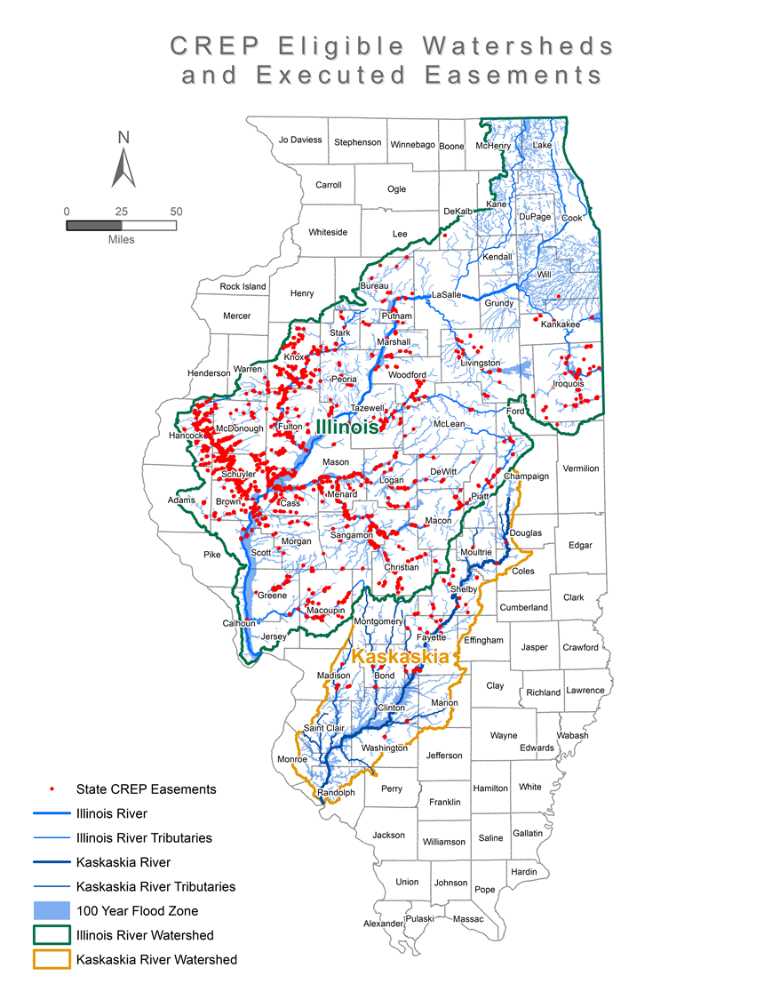 CREP Eligible Watersheds
and Executed Easements
N
0 25 50
Miles
Jo Daviess
Stephenson
Winnebago
Boone
McHenry
Lake
Carroll
Ogle
DeKalb
Kane
DuPage
Cook
Whiteside
Lee
Kendall
Will
Rock Island
Henry
Bureau
LaSalle
Grundy
Mercer
Putnam
Kankakee
Stark
Marshall
Knox
Henderson
Warren
Peoria
Woodford
Livingston
Iroquois
Tazewell
Ford
Hancock
McDonough
Fulton
Illinois
McLean
Mason
Schuyler
Logan
DeWitt
Champaign
Vermilion
Adams
Brown
Cass
Menard
Piatt
Macon
Pike
Scott
Morgan
Sangamon
Douglas
Moultrie
Edgar
Christian
Coles
Greene
Shelby
Macoupin
Cumberland
Clark
Calhoun
Jersey
Montgomery
Fayette
Effingham
Jasper
Crawford
Kaskaskia
Madison
Bond
Clay
Richland
Lawrence
Clinton
Marion
Saint Clair
Wayne
Edwards
Wabash
Washington
Monroe
Jefferson
Randolph
Perry
Hamilton
White
Franklin
Jackson
Williamson
Saline
Gallatin
Hardin
Union
Johnson
Pope
Alexander
Pulaski
Massac
State CREP Easements
Illinois River
Illinois River Tributaries
Kaskaskia River
Kaskaskia River Tributaries
100 Year Flood Zone
Illinois River Watershed
Kaskaskia River Watershed